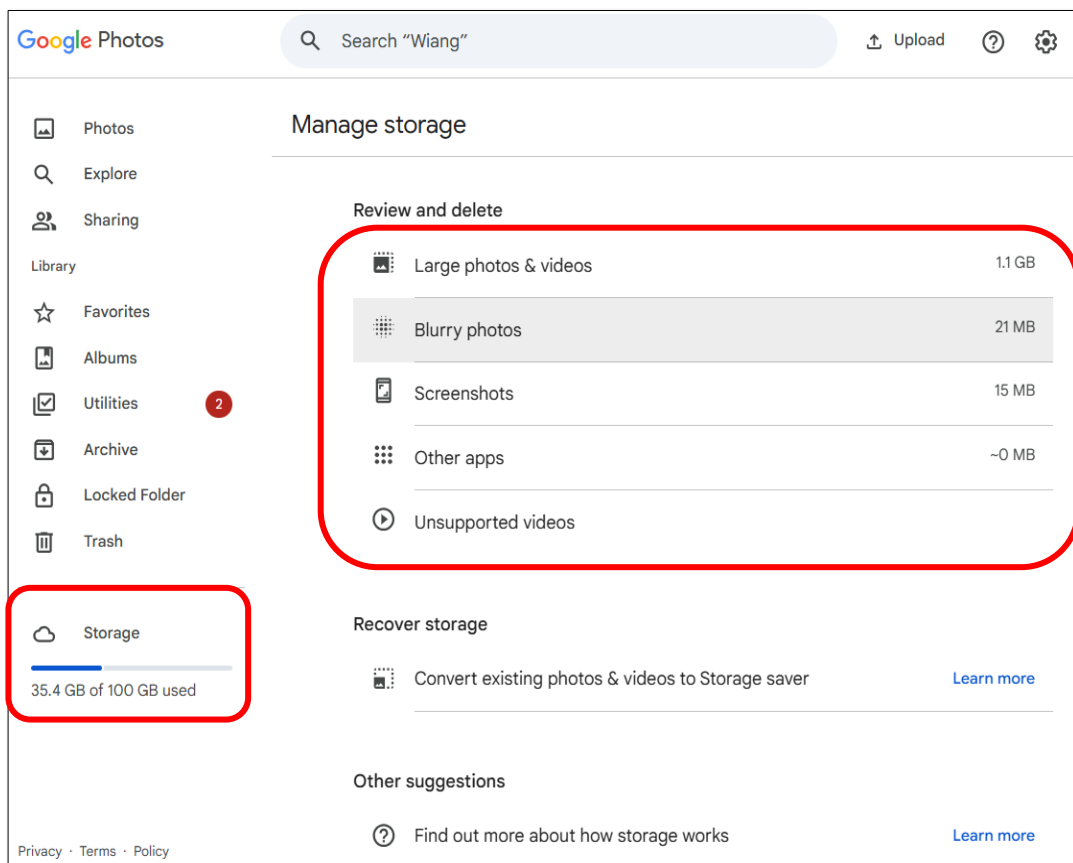 Google Photos
Search “Wiang”
Upload
Photos
Explore
Sharing
Library
Favorites
Albums
Utilities
2
Archive
Locked Folder
Trash
Storage
35.4 GB of 100 GB used
Privacy · Terms · Policy
Manage storage
Review and delete
Large photos & videos 1.1 GB
Blurry photos 21 MB
Screenshots 15 MB
Other apps ~0 MB
Unsupported videos
Recover storage
Convert existing photos & videos to Storage saver Learn more
Other suggestions
Find out more about how storage works Learn more